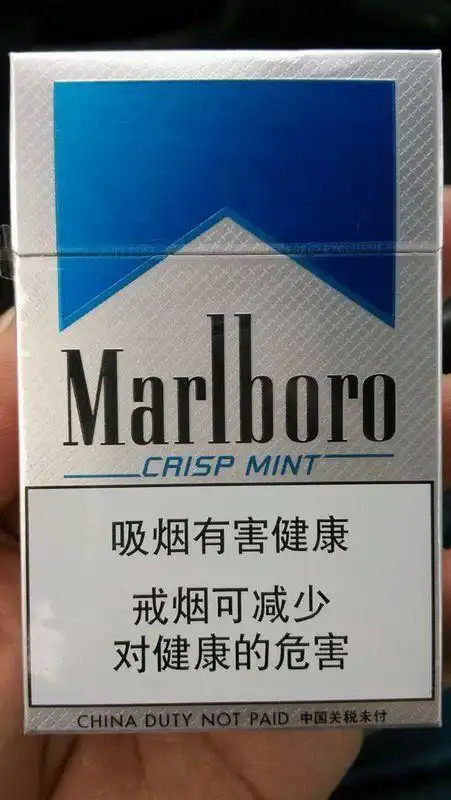 Marlboro
CRISP MINT
吸烟有害健康
戒烟可减少
对健康的危害
CHINA DUTY NOT PAID 中国关税未付